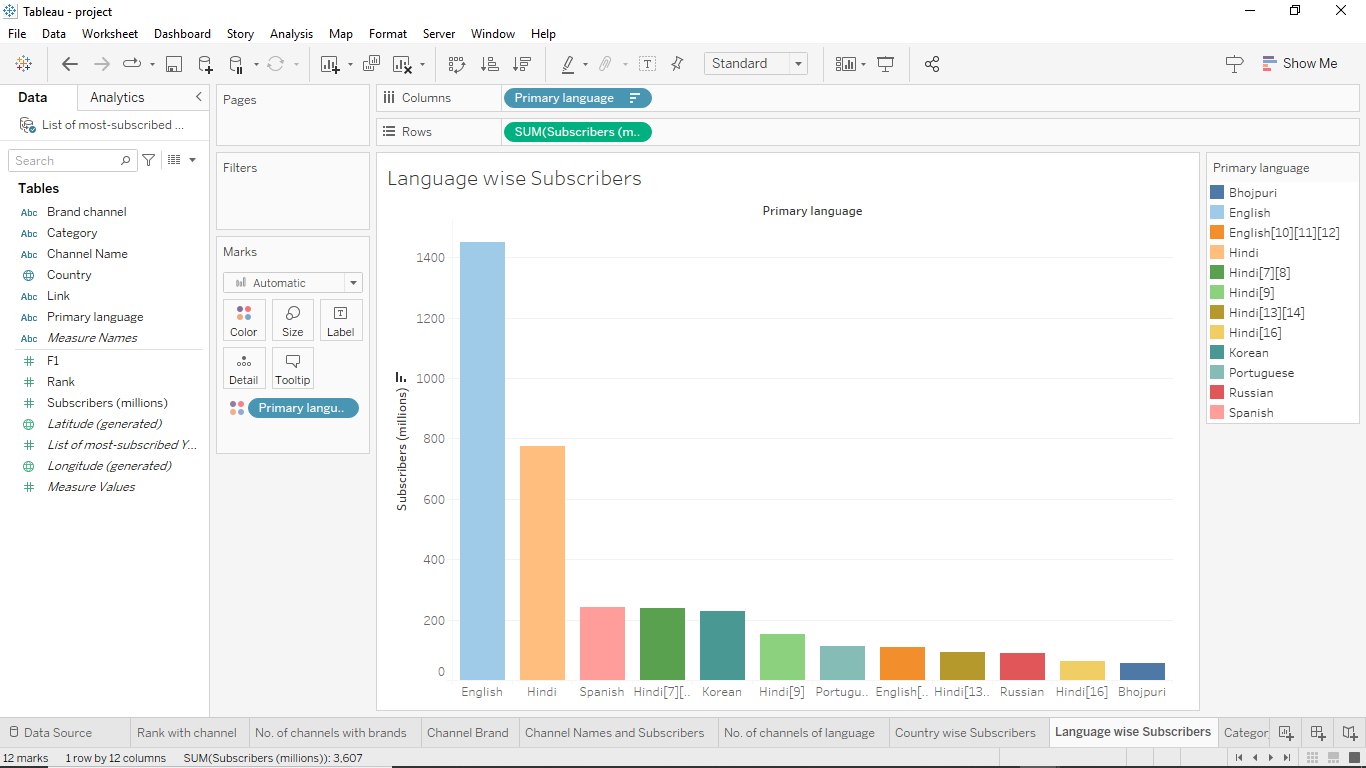 Tableau - project
File Data Worksheet Dashboard Story Analysis Map Format Server Window Help
Standard
Show Me
Data Analytics
List of most-subscribed ...
Search
Tables
Abc Brand channel
Abc Category
Abc Channel Name
Country
Abc Link
Abc Primary language
Abc Measure Names
F1
Rank
Subscribers (millions)
Latitude (generated)
List of most-subscribed Y...
Longitude (generated)
Measure Values
Pages
Filters
Marks
Automatic
Color Size Label
Detail Tooltip
Primary langu..
Columns Primary language
Rows SUM(Subscribers (m..
Language wise Subscribers
Primary language
Subscribers (millions)
1400
1200
1000
800
600
400
200
0
English Hindi Spanish Hindi[7][.. Korean Hindi[9] Portugu.. English[.. Hindi[13.. Russian Hindi[16] Bhojpuri
Primary language
Bhojpuri
English
English[10][11][12]
Hindi
Hindi[7][8]
Hindi[9]
Hindi[13][14]
Hindi[16]
Korean
Portuguese
Russian
Spanish
Data Source Rank with channel No. of channels with brands Channel Brand Channel Names and Subscribers No. of channels of language Country wise Subscribers Language wise Subscribers Categor
12 marks 1 row by 12 columns SUM(Subscribers (millions)): 3,607